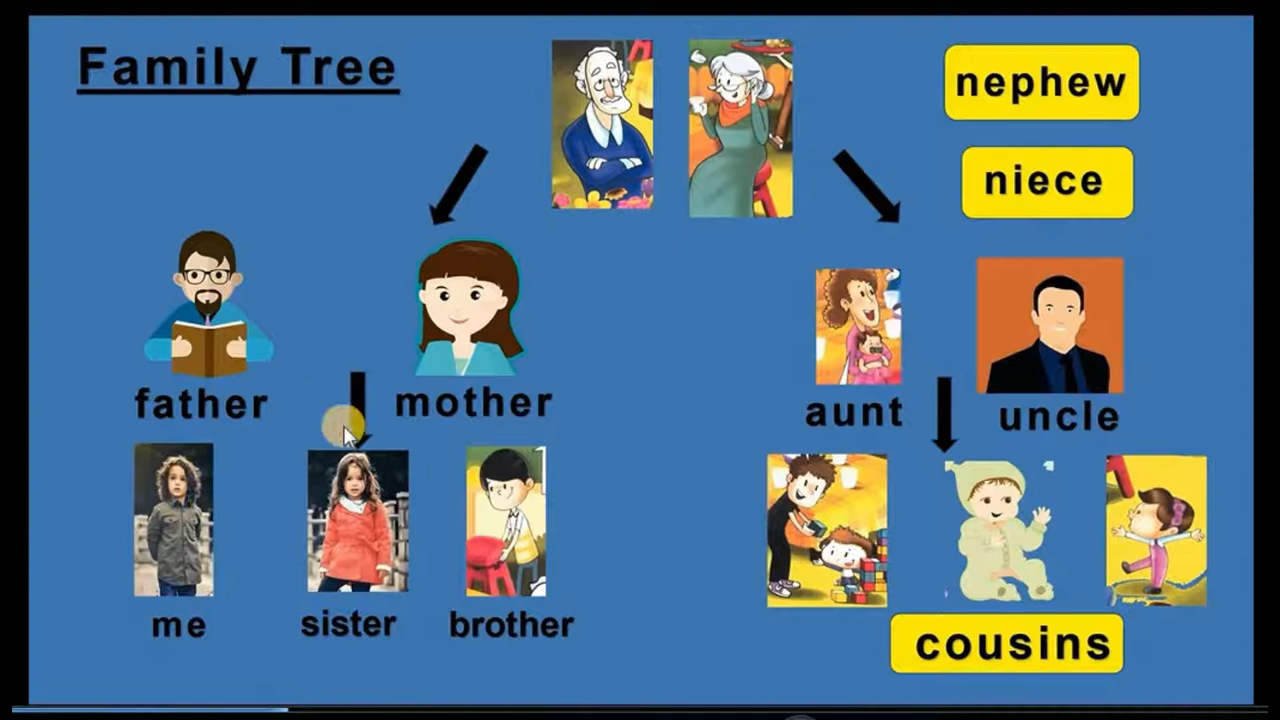 Family Tree
nephew
niece
father
mother
aunt
uncle
me
sister
brother
cousins